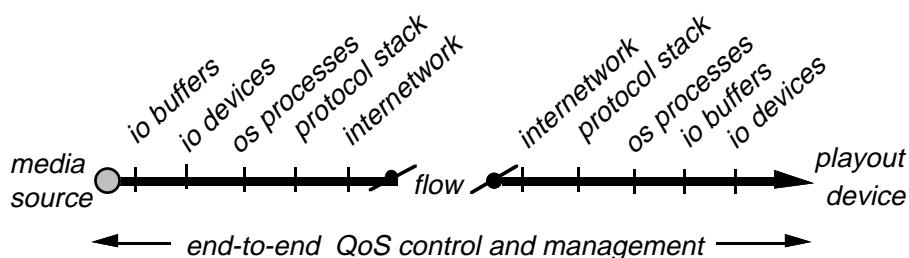 io buffers
io devices
os processes
protocol stack
internetwork
internetwork
protocol stack
os processes
io buffers
io devices
media
source
flow
playout
device
end-to-end QoS control and management